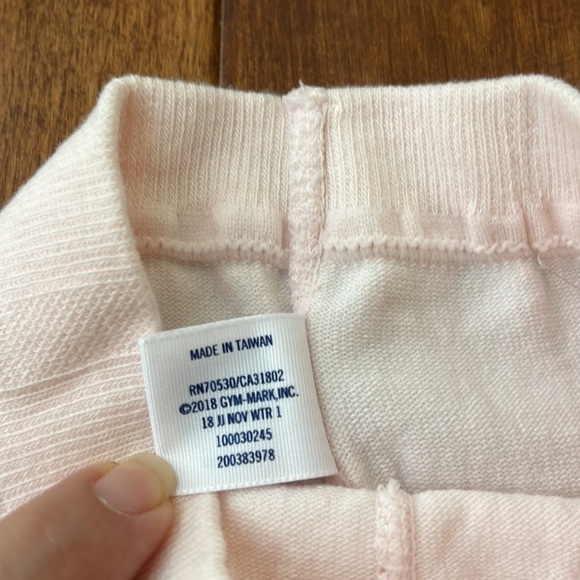 MADE IN TAIWAN
RN70530/CA31802
©2018 GYM-MARK,INC.
18 JJ NOV WTR 1
100030245
200383978